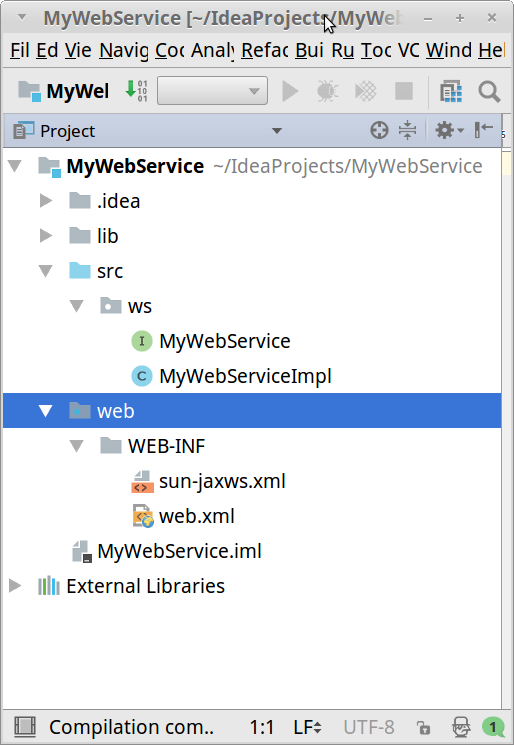 MyWebService [~/IdeaProjects/MyWeb
Fil Ed Vie Navig Coc Analy Refac Bui Ru Toc VC Wind Hel
MyWel
Project
MyWebService ~/IdeaProjects/MyWebService
.idea
lib
src
ws
I MyWebService
C MyWebServiceImpl
web
WEB-INF
sun-jaxws.xml
web.xml
MyWebService.iml
External Libraries
Compilation com.. 1:1 LF UTF-8 1